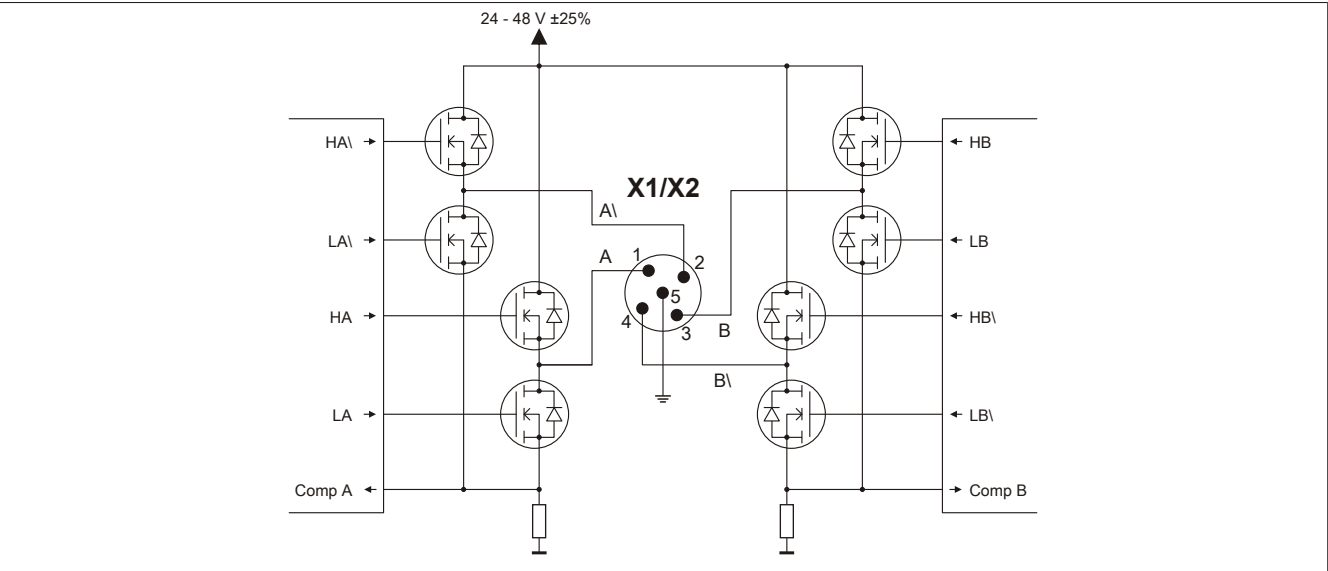 24 - 48 V ±25%
HA\
HB
X1/X2
A\
LA\
LB
A
1
2
5
HA
4
3
B
HB\
B\
LA
LB\
Comp A
Comp B